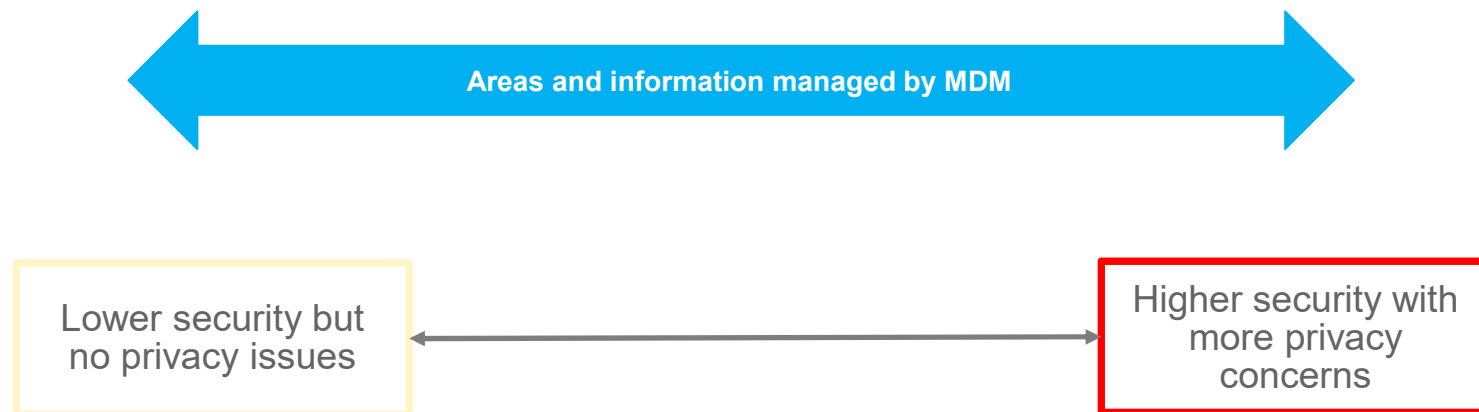 Areas and information managed by MDM
Lower security but
no privacy issues
Higher security with
more privacy
concerns